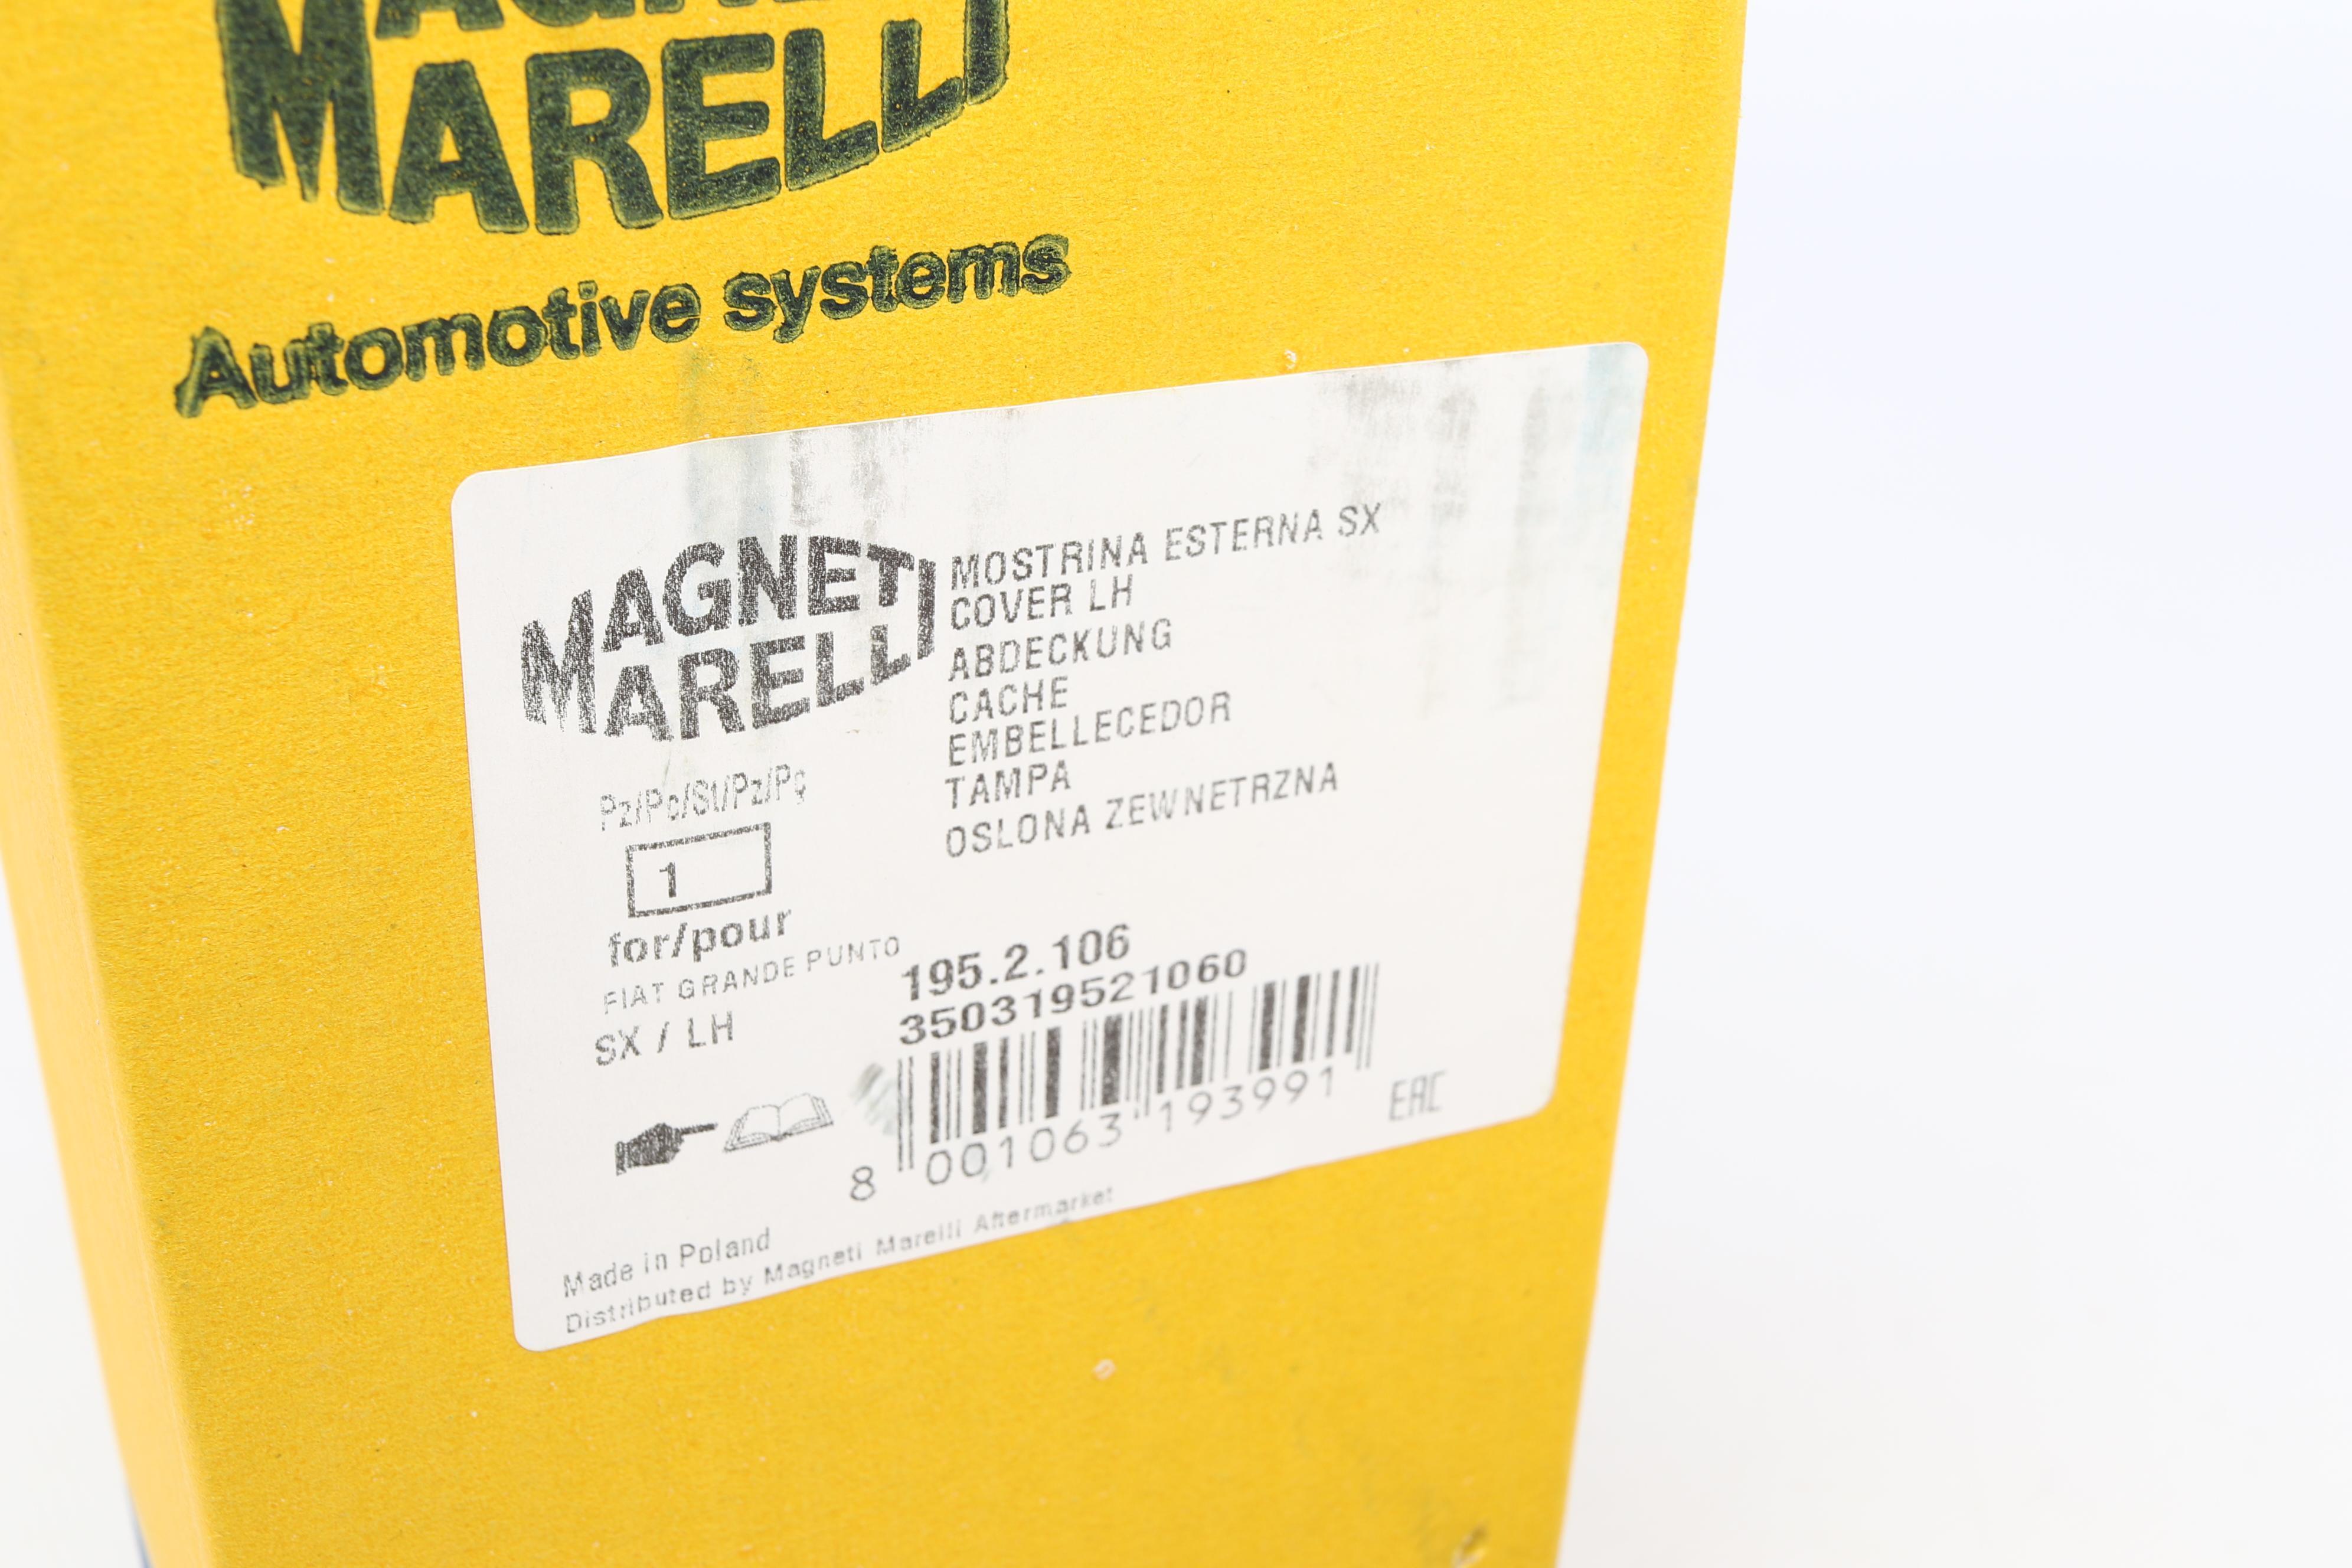 MAGNETI
MARELLI
Automotive systems
MAGNETI
MARELLI
MOSTRINA ESTERNA SX
COVER LH
ABDECKUNG
CACHE
EMBELLECEDOR
TAMPA
OSLONA ZEWNETRZNA
Pz/Pc/St/Pz/Pç
1
for/pour
FIAT GRANDE PUNTO
SX / LH
195.2.106
350319521060
8 001063 193991
EAC
Made in Poland
Distributed by Magneti Marelli Aftermarket